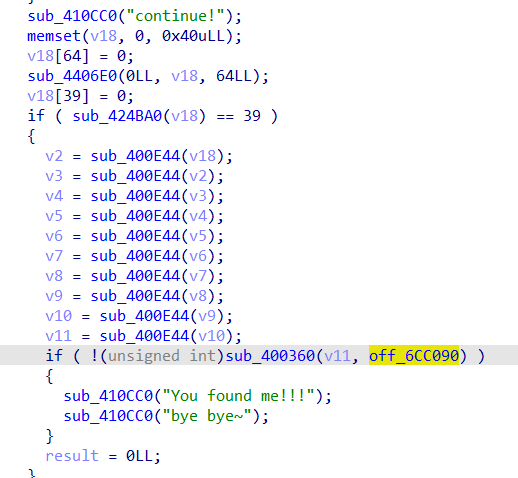 sub_410CC0("continue!");
memset(v18, 0, 0x40uLL);
v18[64] = 0;
sub_4406E0(0LL, v18, 64LL);
v18[39] = 0;
if ( sub_424BA0(v18) == 39 )
{
v2 = sub_400E44(v18);
v3 = sub_400E44(v2);
v4 = sub_400E44(v3);
v5 = sub_400E44(v4);
v6 = sub_400E44(v5);
v7 = sub_400E44(v6);
v8 = sub_400E44(v7);
v9 = sub_400E44(v8);
v10 = sub_400E44(v9);
v11 = sub_400E44(v10);
if ( !(unsigned int)sub_400360(v11, off_6CC090) )
{
sub_410CC0("You found me!!!");
sub_410CC0("bye bye~");
}
result = 0LL;
}